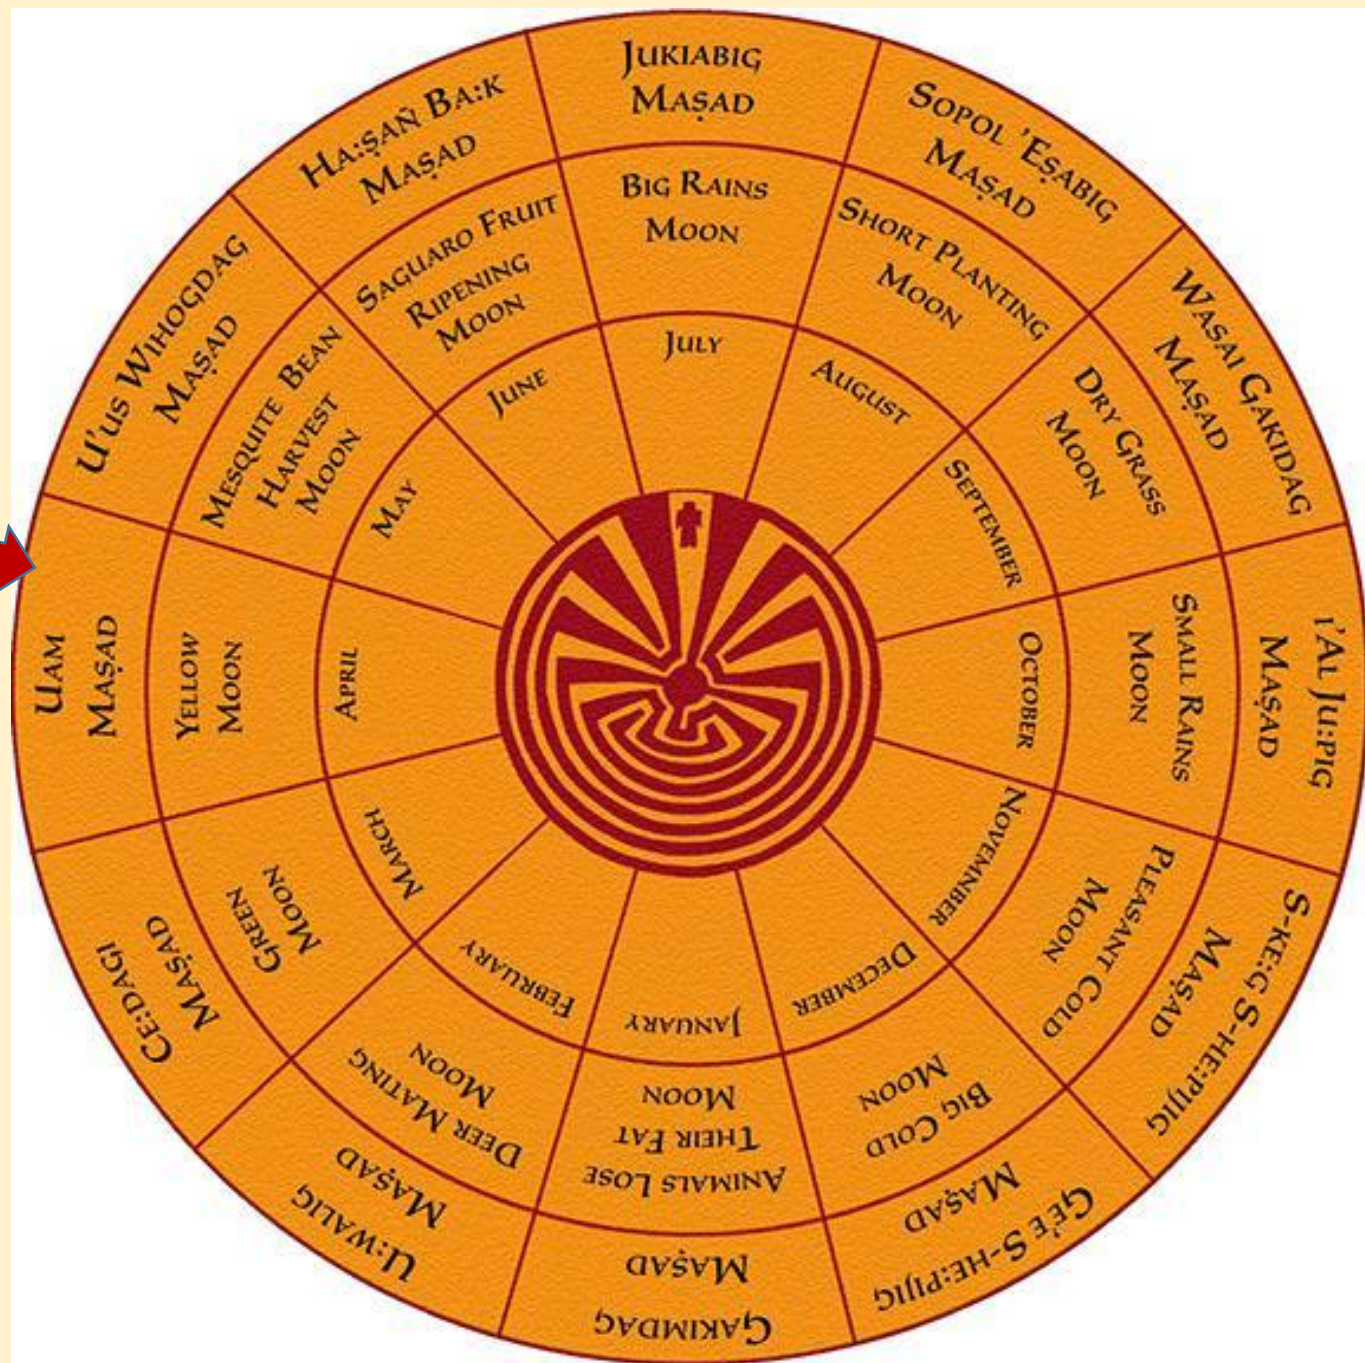 Jukiabig
Maṣad
Big Rains
Moon
July
Sopol 'Eṣabig
Maṣad
Short Planting
Moon
August
Wasai Gakidag
Maṣad
Dry Grass
Moon
September
I'Al Ju:pig
Maṣad
Small Rains
Moon
October
S-ke:g S-he:pijig
Maṣad
Pleasant Cold
Moon
Novemnber
Ge'e S-he:pijig
Maṣad
Big Cold
Moon
December
Gakimdag
Maṣad
Animals Lose
Their Fat
Moon
January
U:walig
Maṣad
Deer Mating
Moon
February
Ce:dagi
Maṣad
Green
Moon
March
Uam
Maṣad
Yellow
Moon
April
U'us Wihogdag
Maṣad
Mesquite Bean
Harvest
Moon
May
Ha:ṣañ Ba:k
Maṣad
Saguaro Fruit
Ripening
Moon
June